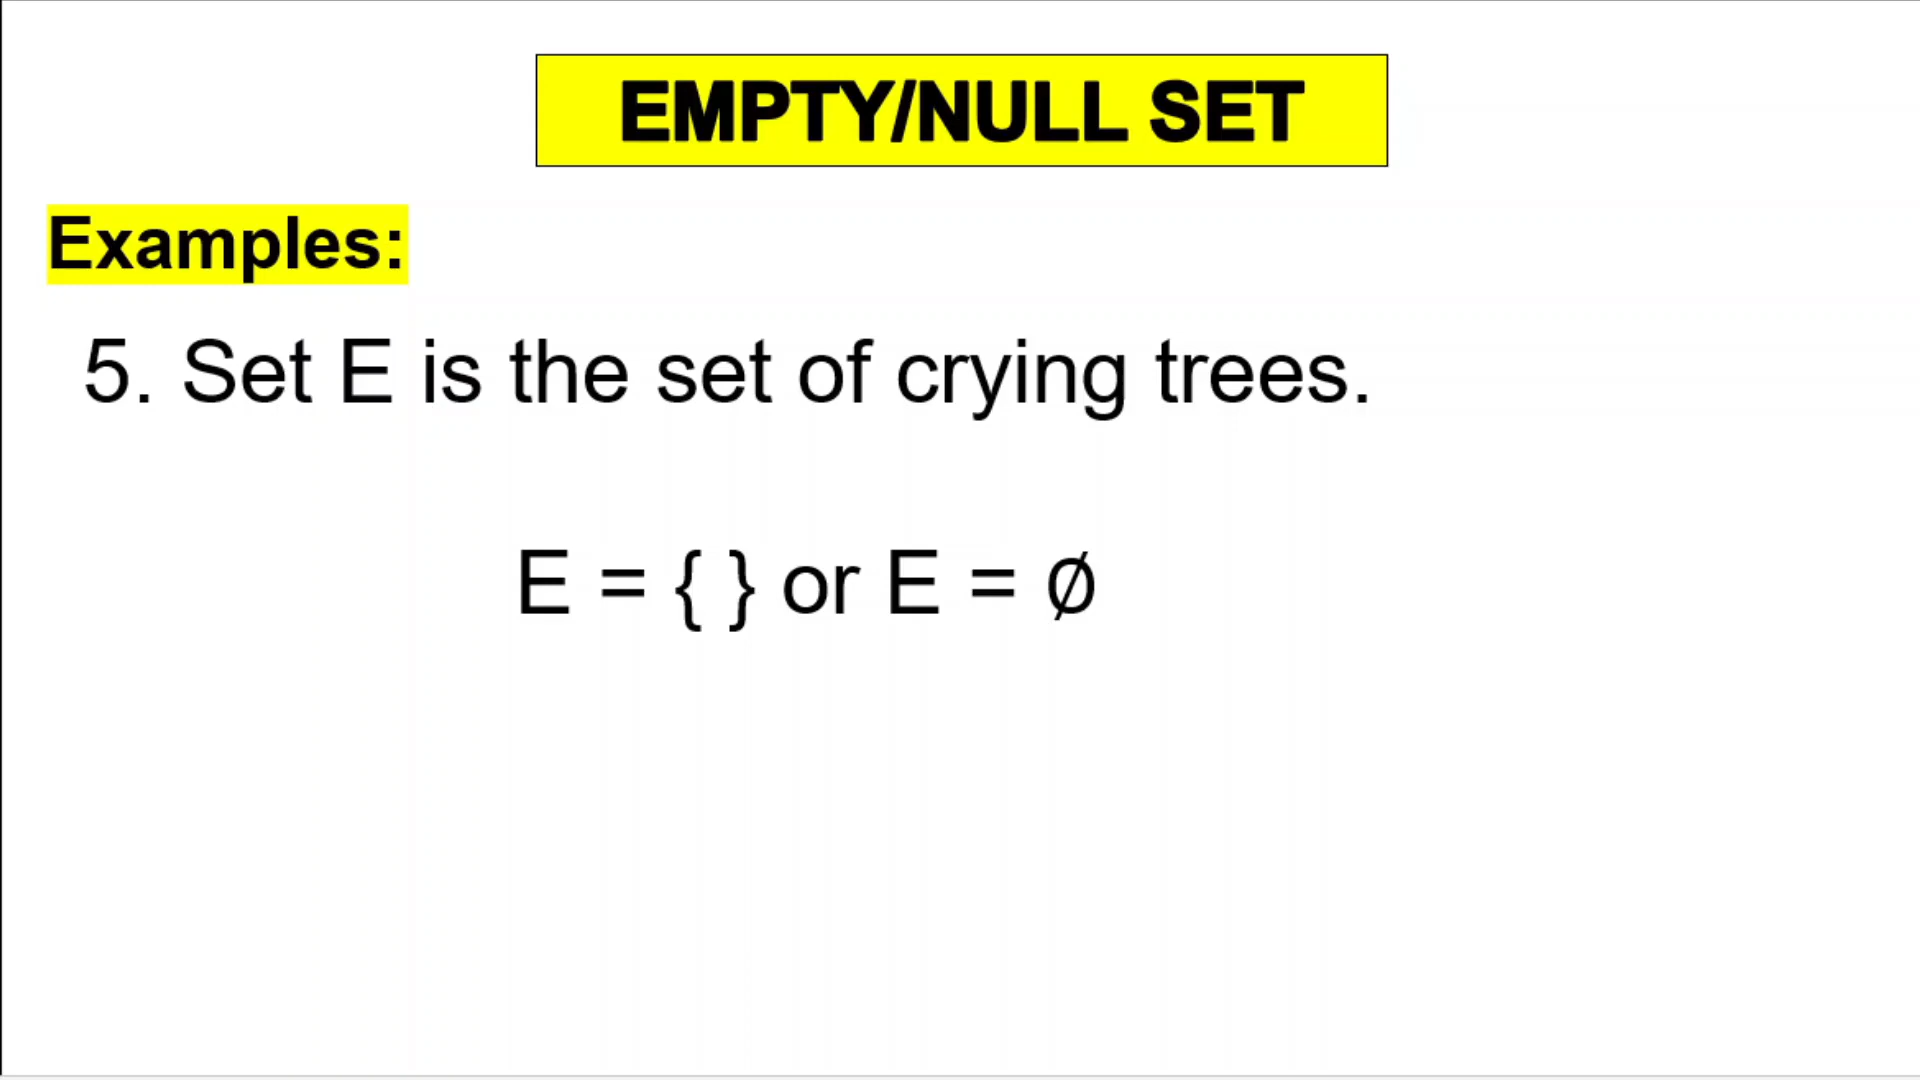 EMPTY/NULL SET
Examples:
5. Set E is the set of crying trees.
E = { } or E = ∅